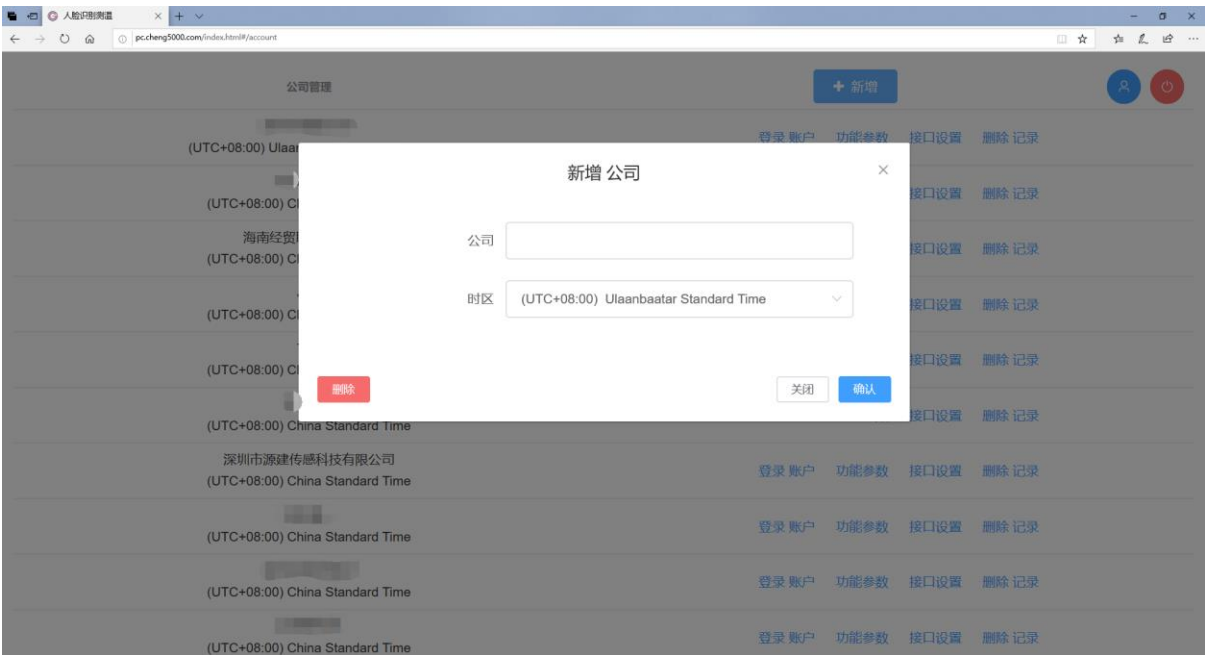 人脸识别测温
pc.cheng5000.com/index.html#/account
公司管理
+ 新增
(UTC+08:00) Ulaan
登录 账户 功能参数 接口设置 删除 记录
新增 公司
(UTC+08:00) Ch
接口设置 删除 记录
海南经贸
(UTC+08:00) Ch
公司
接口设置 删除 记录
时区 (UTC+08:00) Ulaanbaatar Standard Time
(UTC+08:00) Ch
接口设置 删除 记录
(UTC+08:00) Ch
接口设置 删除 记录
删除 关闭 确认
(UTC+08:00) China Standard Time
接口设置 删除 记录
深圳市源建传感科技有限公司
(UTC+08:00) China Standard Time
登录 账户 功能参数 接口设置 删除 记录
(UTC+08:00) China Standard Time
登录 账户 功能参数 接口设置 删除 记录
(UTC+08:00) China Standard Time
登录 账户 功能参数 接口设置 删除 记录
(UTC+08:00) China Standard Time
登录 账户 功能参数 接口设置 删除 记录